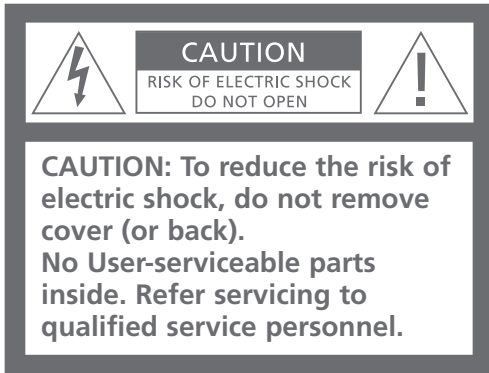 CAUTION
RISK OF ELECTRIC SHOCK
DO NOT OPEN
!
CAUTION: To reduce the risk of
electric shock, do not remove
cover (or back).
No User-serviceable parts
inside. Refer servicing to
qualified service personnel.